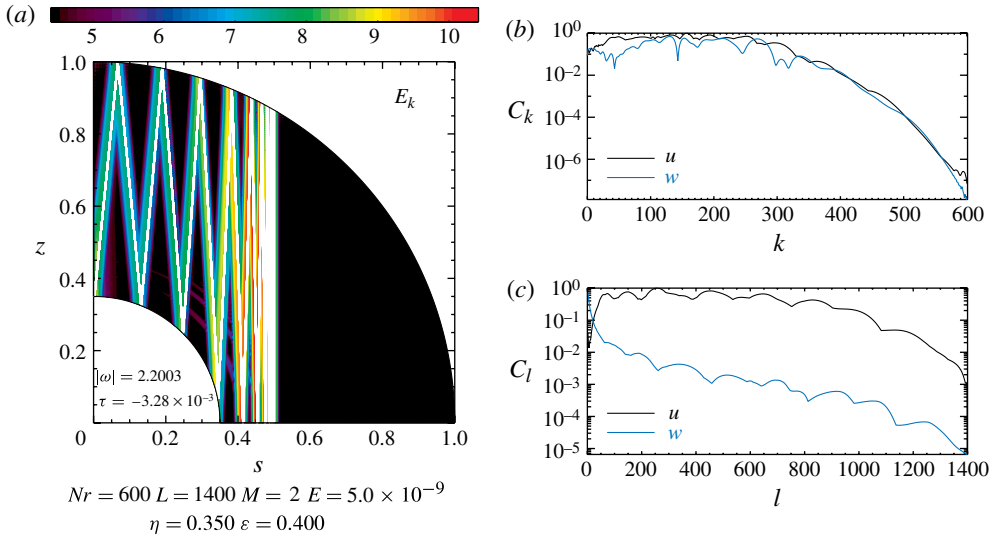 (a)
5 6 7 8 9 10
E_k
1.0
0.8
0.6
0.4
0.2
z
|ω| = 2.2003
τ = −3.28 × 10⁻³
0 0.2 0.4 0.6 0.8 1.0
s
Nr = 600 L = 1400 M = 2 E = 5.0 × 10⁻⁹
η = 0.350 ε = 0.400
(b)
10⁰
10⁻²
10⁻⁴
10⁻⁶
C_k
u
w
0 100 200 300 400 500 600
k
(c)
10⁰
10⁻¹
10⁻²
10⁻³
10⁻⁴
10⁻⁵
C_l
u
w
0 200 400 600 800 1000 1200 1400
l